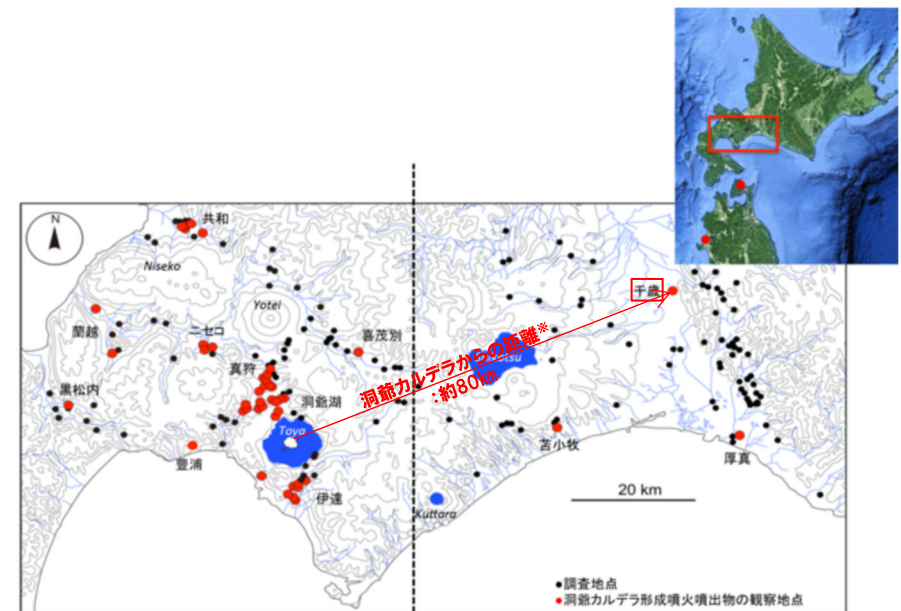 N
共和
Niseko
千歳
Yotei
蘭越
ニセコ
喜茂別
洞爺カルデラからの距離※
:約80km
真狩
黒松内
洞爺湖
Toya
苫小牧
厚真
豊浦
伊達
20 km
Kuttara
●調査地点
●洞爺カルデラ形成噴火噴出物の観察地点